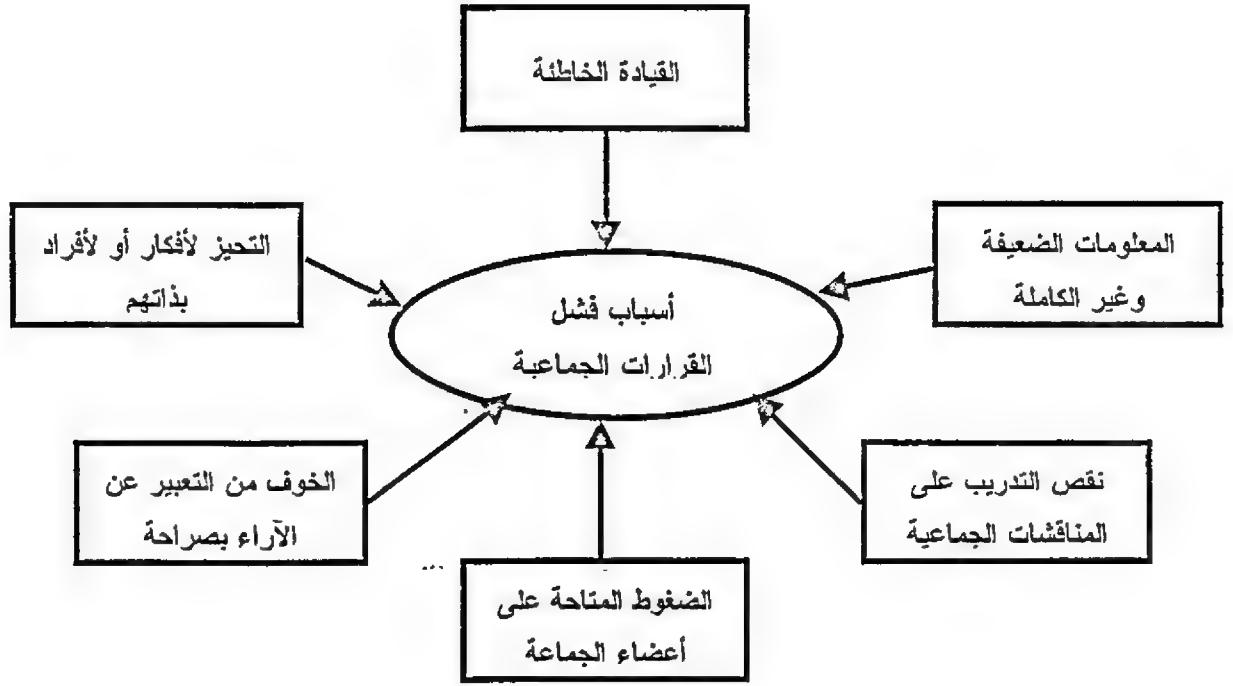 القيادة الخاطئة
المعلومات الضعيفة
وغير الكاملة
التحيز لأفكار أو لأفراد
بذاتهم
أسباب فشل
القرارات الجماعية
نقص التدريب على
المناقشات الجماعية
الخوف من التعبير عن
الآراء بصراحة
الضغوط المتاحة على
أعضاء الجماعة